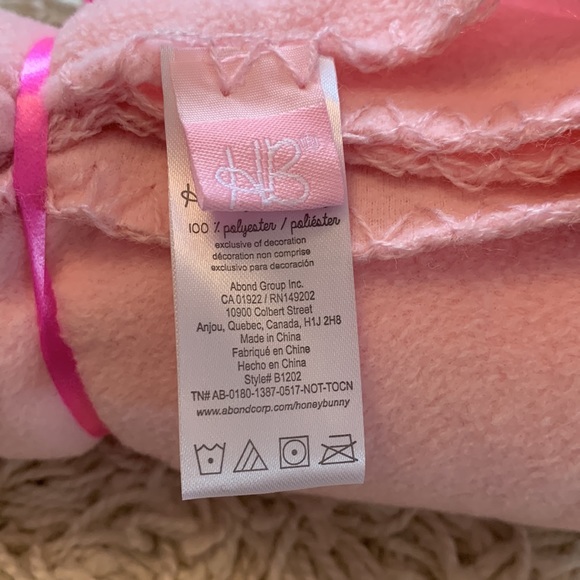 HB
100 % polyester / poliéster
exclusive of decoration
décoration non comprise
exclusivo para decoración
Abond Group Inc.
CA 01922 / RN149202
10900 Colbert Street
Anjou, Quebec, Canada, H1J 2H8
Made in China
Fabriqué en Chine
Hecho en China
Style# B1202
TN# AB-0180-1387-0517-NOT-TOCN
www.abondcorp.com/honeybunny